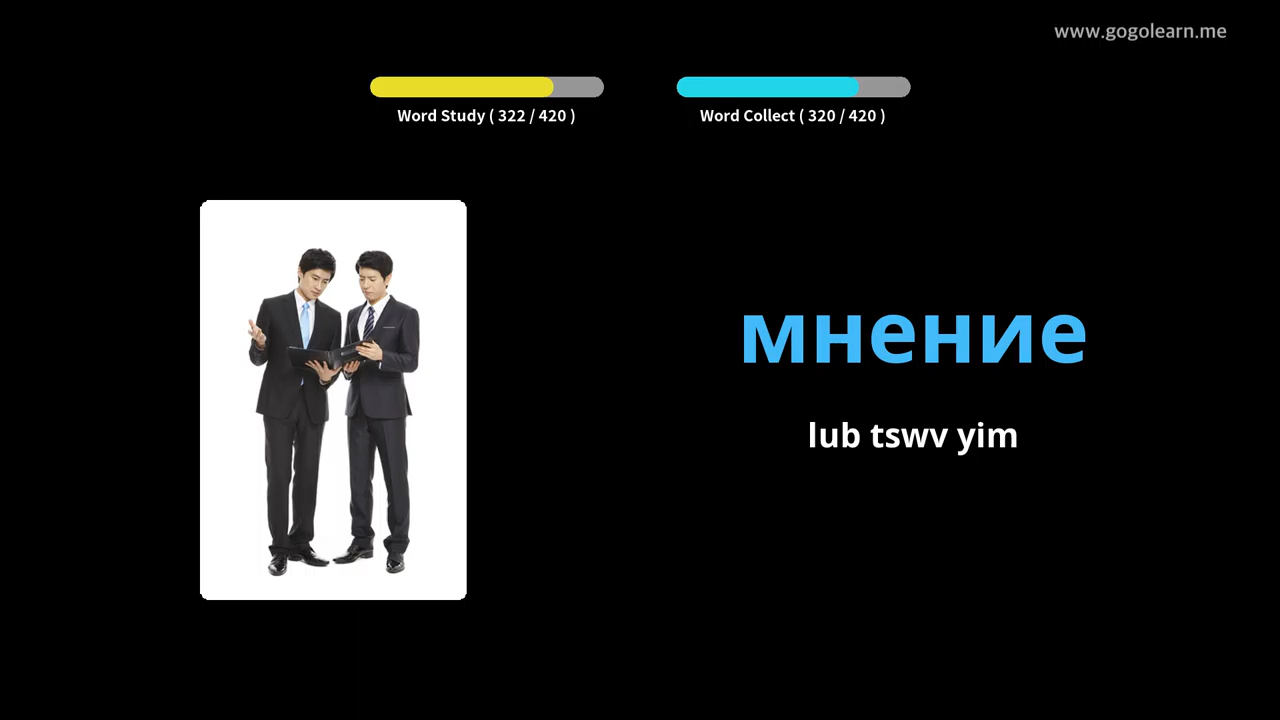 www.gogolearn.me
Word Study ( 322 / 420 )
Word Collect ( 320 / 420 )
мнение
lub tswv yim